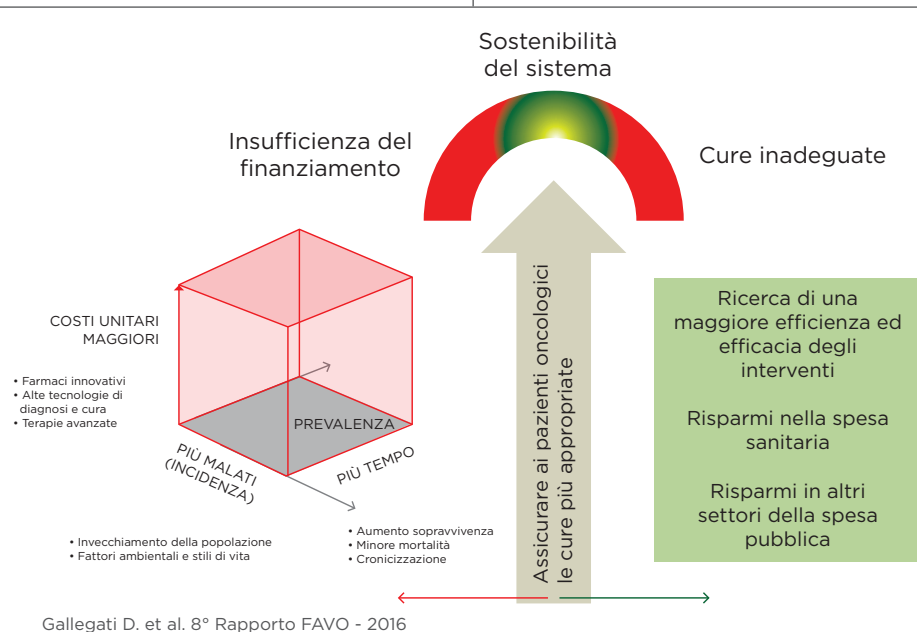 Sostenibilità
del sistema
Insufficienza del
finanziamento
Cure inadeguate
COSTI UNITARI
MAGGIORI
• Farmaci innovativi
• Alte tecnologie di
diagnosi e cura
• Terapie avanzate
PREVALENZA
PIÙ MALATI
(INCIDENZA)
PIÙ TEMPO
• Invecchiamento della popolazione
• Fattori ambientali e stili di vita
• Aumento sopravvivenza
• Minore mortalità
• Cronicizzazione
Assicurare ai pazienti oncologici
le cure più appropriate
Ricerca di una
maggiore efficienza ed
efficacia degli
interventi
Risparmi nella spesa
sanitaria
Risparmi in altri
settori della spesa
pubblica
Gallegati D. et al. 8° Rapporto FAVO - 2016